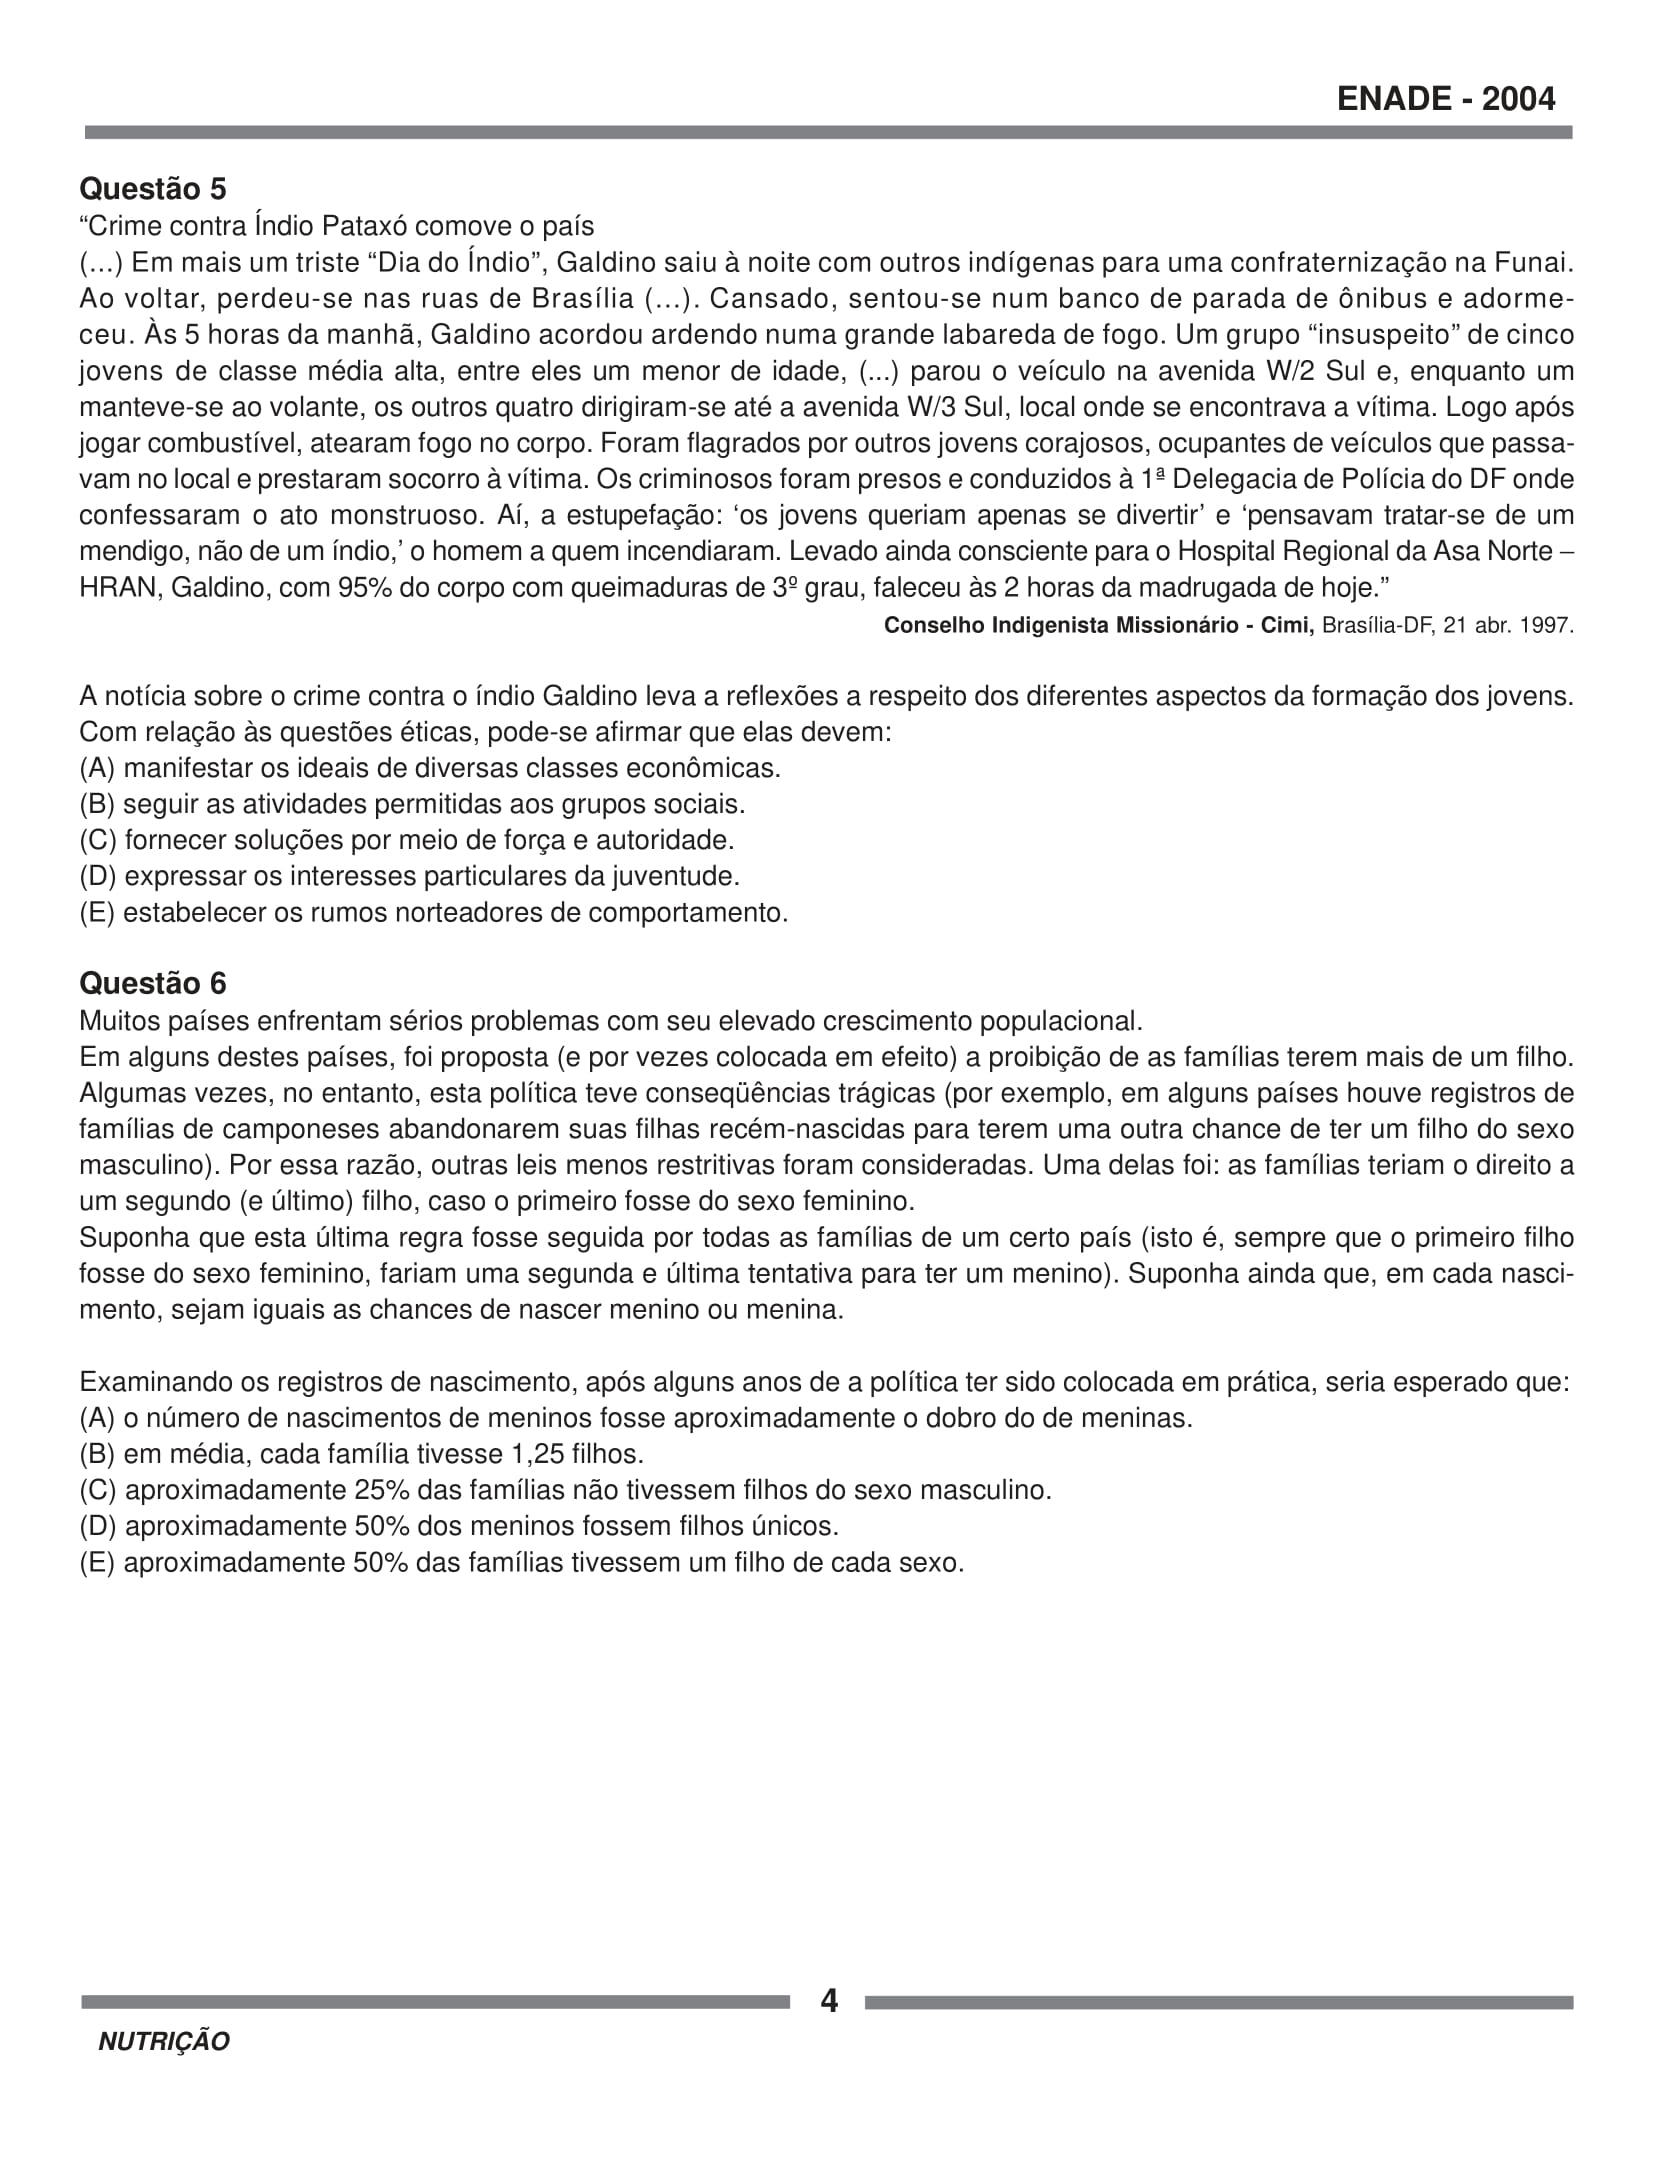 ENADE - 2004
Questão 5
“Crime contra Índio Pataxó comove o país
(...) Em mais um triste “Dia do Índio”, Galdino saiu à noite com outros indígenas para uma confraternização na Funai.
Ao voltar, perdeu-se nas ruas de Brasília (...). Cansado, sentou-se num banco de parada de ônibus e adorme-
ceu. Às 5 horas da manhã, Galdino acordou ardendo numa grande labareda de fogo. Um grupo “insuspeito” de cinco
jovens de classe média alta, entre eles um menor de idade, (...) parou o veículo na avenida W/2 Sul e, enquanto um
manteve-se ao volante, os outros quatro dirigiram-se até a avenida W/3 Sul, local onde se encontrava a vítima. Logo após
jogar combustível, atearam fogo no corpo. Foram flagrados por outros jovens corajosos, ocupantes de veículos que passa-
vam no local e prestaram socorro à vítima. Os criminosos foram presos e conduzidos à 1ª Delegacia de Polícia do DF onde
confessaram o ato monstruoso. Aí, a estupefação: ‘os jovens queriam apenas se divertir’ e ‘pensavam tratar-se de um
mendigo, não de um índio,’ o homem a quem incendiaram. Levado ainda consciente para o Hospital Regional da Asa Norte –
HRAN, Galdino, com 95% do corpo com queimaduras de 3º grau, faleceu às 2 horas da madrugada de hoje.”
Conselho Indigenista Missionário - Cimi, Brasília-DF, 21 abr. 1997.
A notícia sobre o crime contra o índio Galdino leva a reflexões a respeito dos diferentes aspectos da formação dos jovens.
Com relação às questões éticas, pode-se afirmar que elas devem:
(A) manifestar os ideais de diversas classes econômicas.
(B) seguir as atividades permitidas aos grupos sociais.
(C) fornecer soluções por meio de força e autoridade.
(D) expressar os interesses particulares da juventude.
(E) estabelecer os rumos norteadores de comportamento.
Questão 6
Muitos países enfrentam sérios problemas com seu elevado crescimento populacional.
Em alguns destes países, foi proposta (e por vezes colocada em efeito) a proibição de as famílias terem mais de um filho.
Algumas vezes, no entanto, esta política teve conseqüências trágicas (por exemplo, em alguns países houve registros de
famílias de camponeses abandonarem suas filhas recém-nascidas para terem uma outra chance de ter um filho do sexo
masculino). Por essa razão, outras leis menos restritivas foram consideradas. Uma delas foi: as famílias teriam o direito a
um segundo (e último) filho, caso o primeiro fosse do sexo feminino.
Suponha que esta última regra fosse seguida por todas as famílias de um certo país (isto é, sempre que o primeiro filho
fosse do sexo feminino, fariam uma segunda e última tentativa para ter um menino). Suponha ainda que, em cada nasci-
mento, sejam iguais as chances de nascer menino ou menina.
Examinando os registros de nascimento, após alguns anos de a política ter sido colocada em prática, seria esperado que:
(A) o número de nascimentos de meninos fosse aproximadamente o dobro do de meninas.
(B) em média, cada família tivesse 1,25 filhos.
(C) aproximadamente 25% das famílias não tivessem filhos do sexo masculino.
(D) aproximadamente 50% dos meninos fossem filhos únicos.
(E) aproximadamente 50% das famílias tivessem um filho de cada sexo.
4
NUTRIÇÃO